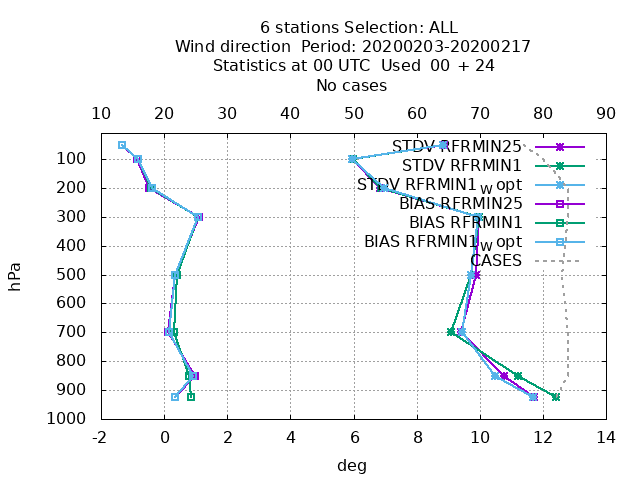 6 stations Selection: ALL
Wind direction  Period: 20200203-20200217
Statistics at 00 UTC  Used  00 + 24
No cases
10 20 30 40 50 60 70 80 90
STDV RFRMIN25
STDV RFRMIN1
STDV RFRMIN1w opt
BIAS RFRMIN25
BIAS RFRMIN1
BIAS RFRMIN1w opt
CASES
100
200
300
400
500
600
700
800
900
1000
hPa
-2 0 2 4 6 8 10 12 14
deg